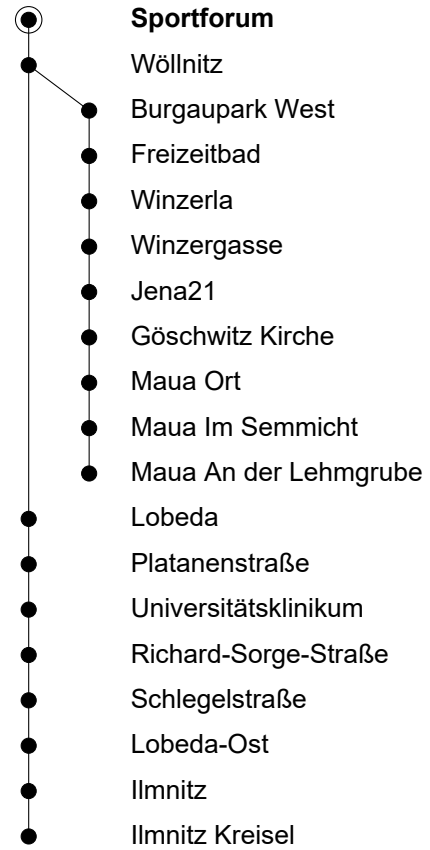 Sportforum
Wöllnitz
Burgaupark West
Freizeitbad
Winzerla
Winzergasse
Jena21
Göschwitz Kirche
Maua Ort
Maua Im Semmicht
Maua An der Lehmgrube
Lobeda
Platanenstraße
Universitätsklinikum
Richard-Sorge-Straße
Schlegelstraße
Lobeda-Ost
Ilmnitz
Ilmnitz Kreisel